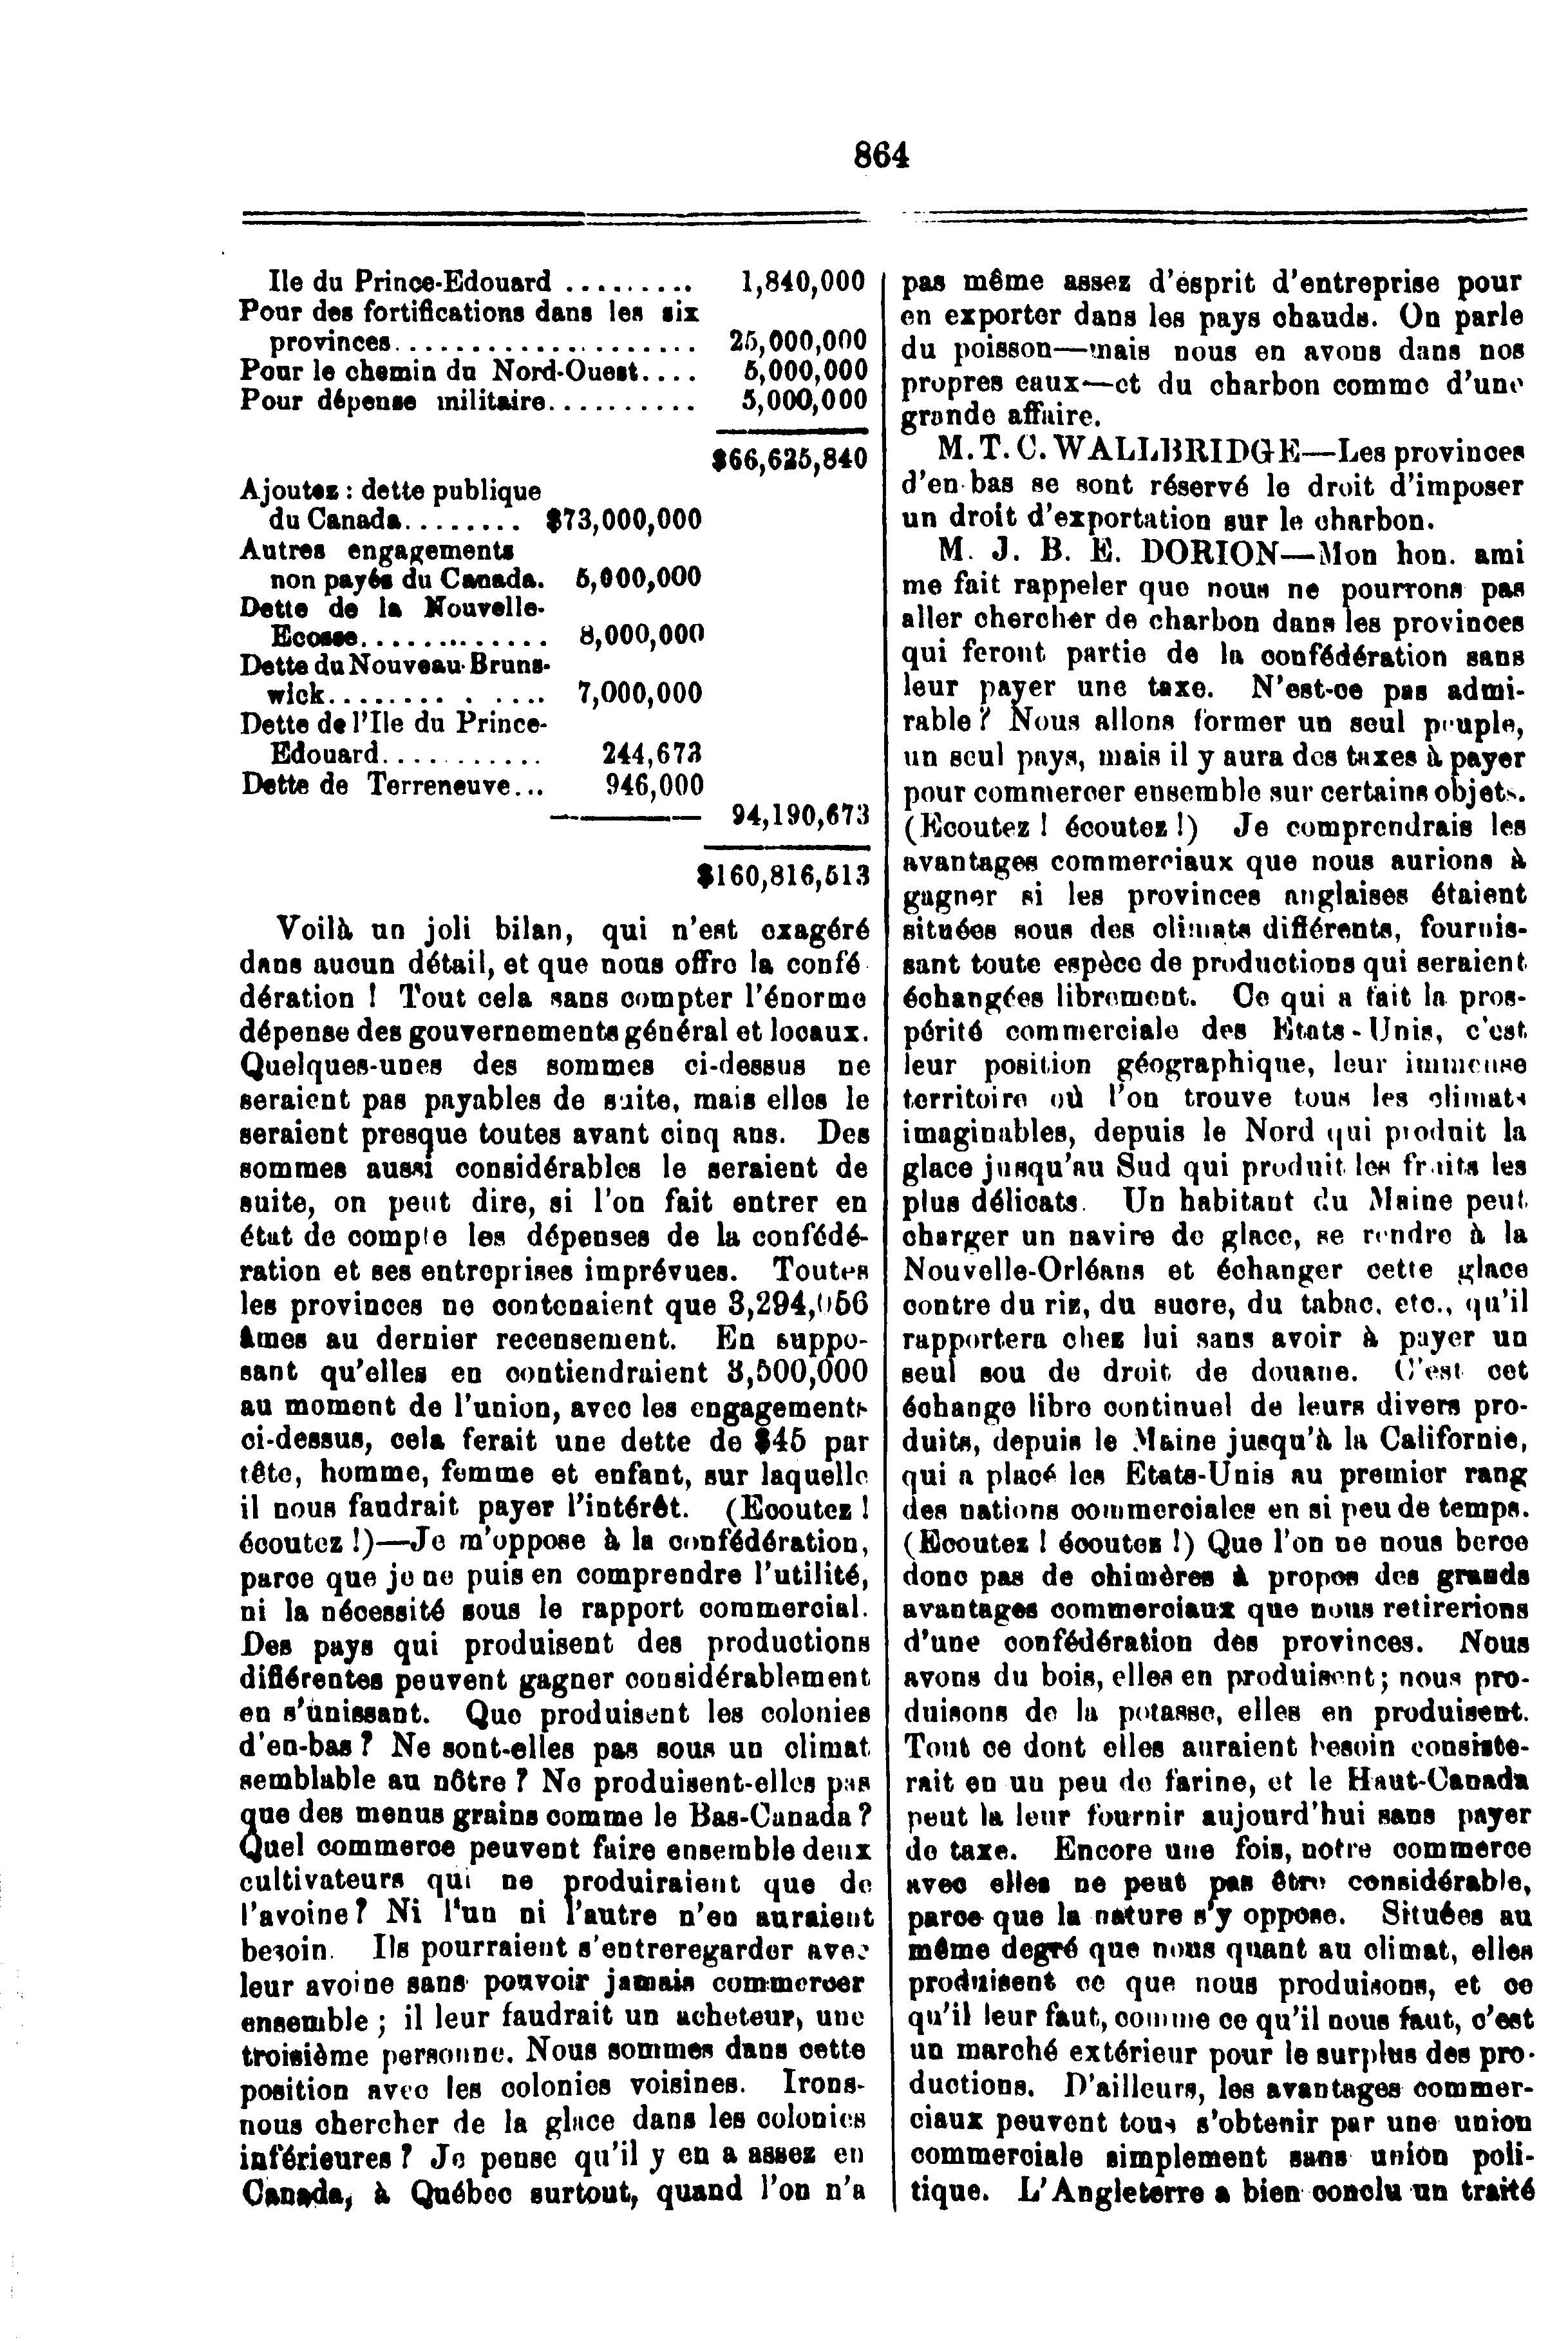 864
Ile du Prince-Edouard ......... 1,840,000
Pour des fortifications dans les six
provinces.................... 25,000,000
Pour le chemin du Nord-Ouest.... 5,000,000
Pour dépense militaire.......... 5,000,000
$66,625,840
Ajoutez : dette publique
du Canada........ $73,000,000
Autres engagements
non payés du Canada. 5,000,000
Dette de la Nouvelle-
Ecosse............. 8,000,000
Dette du Nouveau-Bruns-
wick............. 7,000,000
Dette de l'Ile du Prince-
Edouard........... 244,673
Dette de Terreneuve... 946,000
94,190,673
$160,816,513
Voilà un joli bilan, qui n'est exagéré
dans aucun détail, et que nous offre la confé-
dération ! Tout cela sans compter l'énorme
dépense des gouvernements général et locaux.
Quelques-unes des sommes ci-dessus ne
seraient pas payables de suite, mais elles le
seraient presque toutes avant cinq ans. Des
sommes aussi considérables le seraient de
suite, on peut dire, si l'on fait entrer en
état de compte les dépenses de la confédé-
ration et ses entreprises imprévues. Toutes
les provinces ne contenaient que 3,294,056
âmes au dernier recensement. En suppo-
sant qu'elles en contiendraient 3,500,000
au moment de l'union, avec les engagements
ci-dessus, cela ferait une dette de $45 par
tête, homme, femme et enfant, sur laquelle
il nous faudrait payer l'intérêt. (Ecoutez !
écoutez !)—Je m'oppose à la confédération,
parce que je ne puis en comprendre l'utilité,
ni la nécessité sous le rapport commercial.
Des pays qui produisent des productions
différentes peuvent gagner considérablement
en s'unissant. Que produisent les colonies
d'en-bas ? Ne sont-elles pas sous un climat
semblable au nôtre ? Ne produisent-elles pas
que des menus grains comme le Bas-Canada ?
Quel commerce peuvent faire ensemble deux
cultivateurs qui ne produiraient que de
l'avoine ? Ni l'un ni l'autre n'en auraient
besoin. Ils pourraient s'entreregarder avec
leur avoine sans pouvoir jamais commercer
ensemble ; il leur faudrait un acheteur, une
troisième personne. Nous sommes dans cette
position avec les colonies voisines. Irons-
nous chercher de la glace dans les colonies
inférieures ? Je pense qu'il y en a assez en
Canada, à Québec surtout, quand l'on n'a
pas même assez d'esprit d'entreprise pour
en exporter dans les pays chauds. On parle
du poisson—mais nous en avons dans nos
propres eaux—et du charbon comme d'une
grande affaire.
M. T. C. WALLBRIDGE—Les provinces
d'en-bas se sont réservé le droit d'imposer
un droit d'exportation sur le charbon.
M. J. B. E. DORION—Mon hon. ami
me fait rappeler que nous ne pourrons pas
aller chercher de charbon dans les provinces
qui feront partie de la confédération sans
leur payer une taxe. N'est-ce pas admi-
rable ? Nous allons former un seul peuple,
un seul pays, mais il y aura des taxes à payer
pour commercer ensemble sur certains objets.
(Ecoutez ! écoutez !) Je comprendrais les
avantages commerciaux que nous aurions à
gagner si les provinces anglaises étaient
situées sous des climats différents, fournis-
sant toute espèce de productions qui seraient
échangées librement. Ce qui a fait la pros-
périté commerciale des Etats-Unis, c'est
leur position géographique, leur immense
territoire où l'on trouve tous les climats
imaginables, depuis le Nord qui produit la
glace jusqu'au Sud qui produit les fruits les
plus délicats. Un habitant du Maine peut
charger un navire de glace, se rendre à la
Nouvelle-Orléans et échanger cette glace
contre du riz, du sucre, du tabac, etc., qu'il
rapportera chez lui sans avoir à payer un
seul sou de droit de douane. C'est cet
échange libre continuel de leurs divers pro-
duits, depuis le Maine jusqu'à la Californie,
qui a placé les Etats-Unis au premier rang
des nations commerciales en si peu de temps.
(Ecoutez ! écoutez !) Que l'on ne nous berce
donc pas de chimères à propos des grands
avantages commerciaux que nous retirerions
d'une confédération des provinces. Nous
avons du bois, elles en produisent ; nous pro-
duisons de la potasse, elles en produisent.
Tout ce dont elles auraient besoin consiste-
rait en un peu de farine, et le Haut-Canada
peut la leur fournir aujourd'hui sans payer
de taxe. Encore une fois, notre commerce
avec elles ne peut pas être considérable,
parce que la nature s'y oppose. Situées au
même degré que nous quant au climat, elles
produisent ce que nous produisons, et ce
qu'il leur faut, comme ce qu'il nous faut, c'est
un marché extérieur pour le surplus des pro-
ductions. D'ailleurs, les avantages commer-
ciaux peuvent tous s'obtenir par une union
commerciale simplement sans union poli-
tique. L'Angleterre a bien conclu un traité